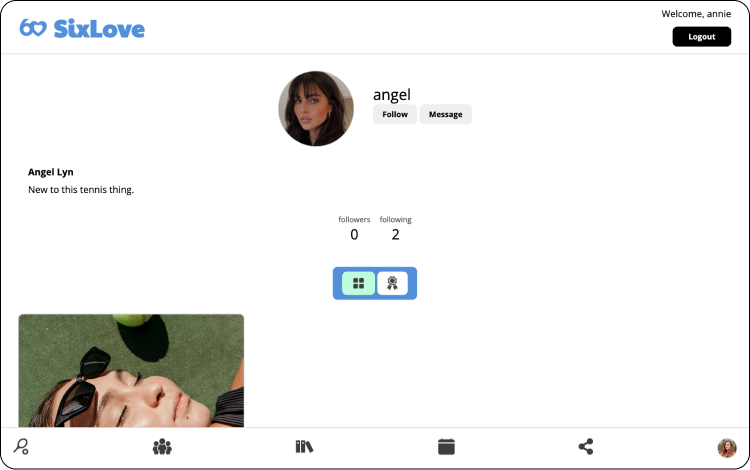 SixLove
Welcome, annie
Logout
angel
Follow Message
Angel Lyn
New to this tennis thing.
followers following
0 2